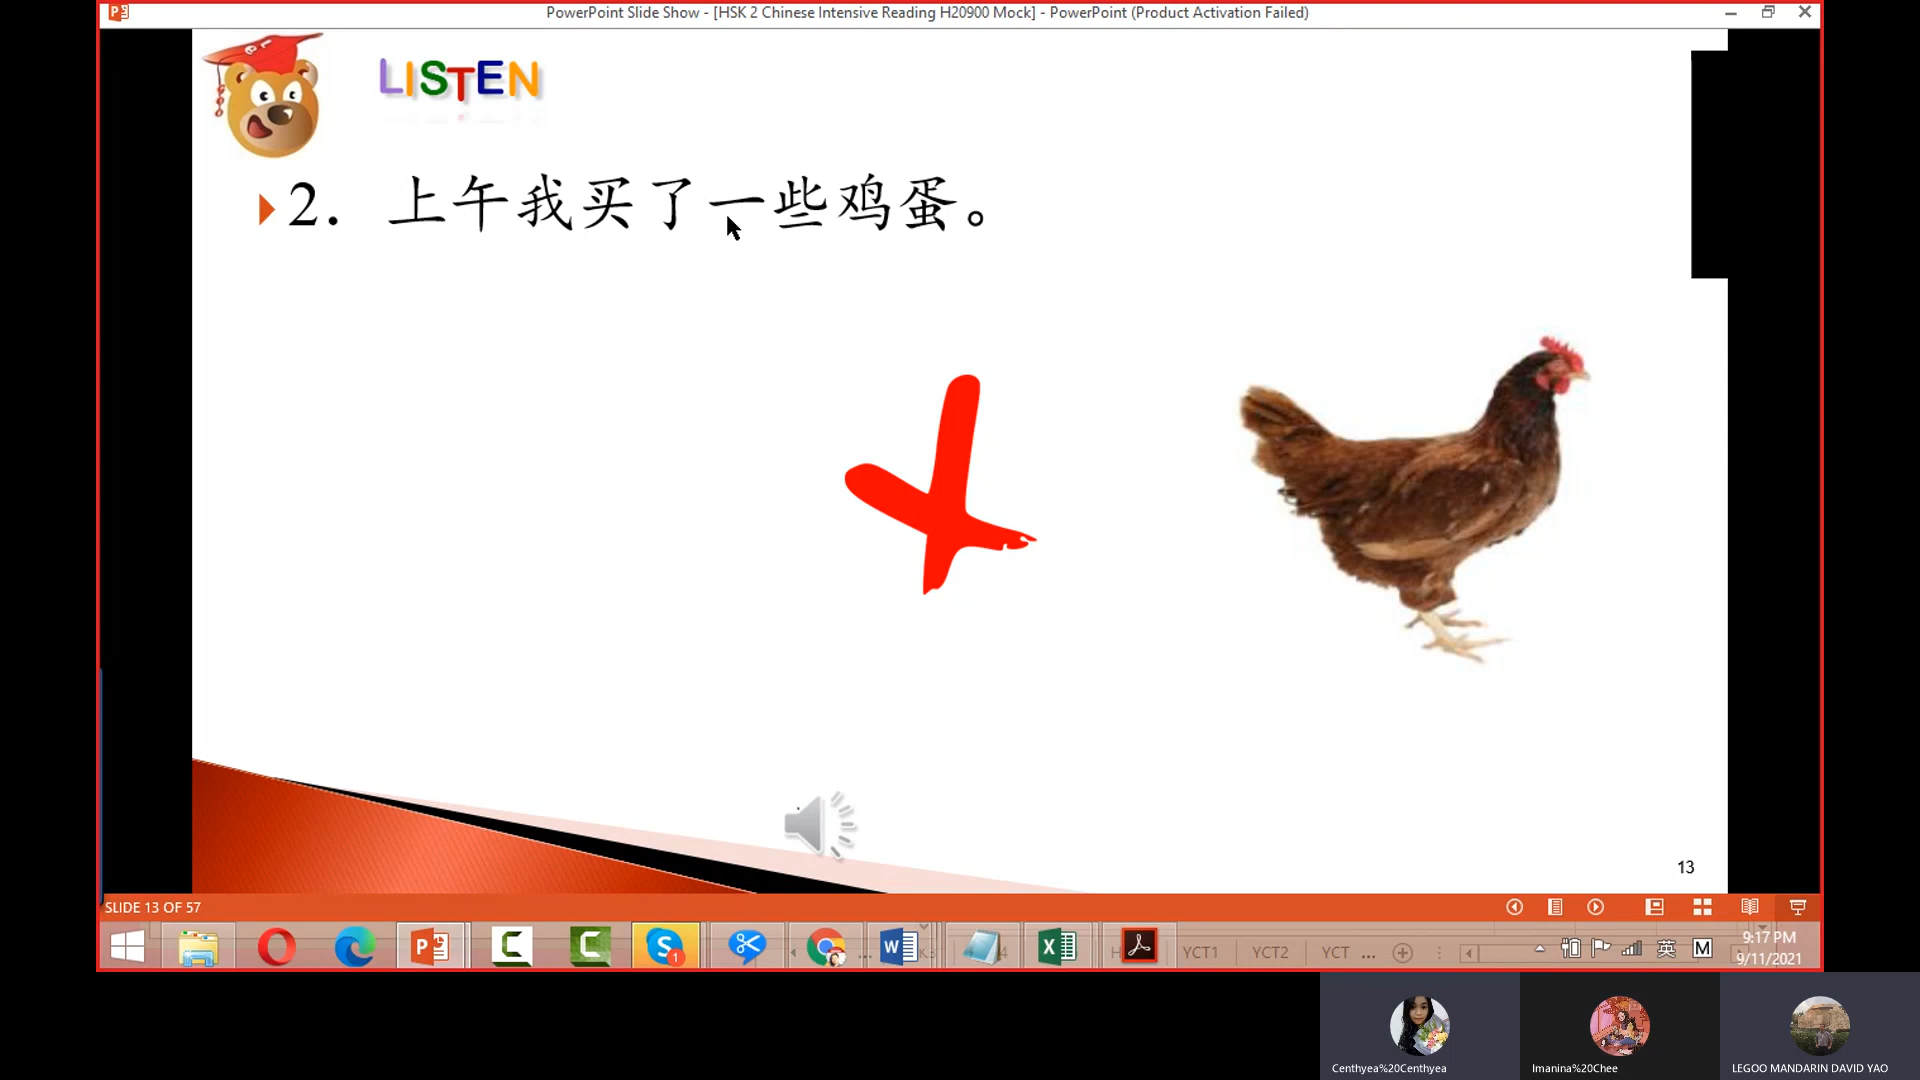 PowerPoint Slide Show - [HSK 2 Chinese Intensive Reading H20900 Mock] - PowerPoint (Product Activation Failed)
LISTEN
2. 上午我买了一些鸡蛋。
13
SLIDE 13 OF 57
YCT1 YCT2 YCT ...
英 M
9:17 PM
9/11/2021
Centhyea%20Centhyea
Imanina%20Chee
LEGOO MANDARIN DAVID YAO